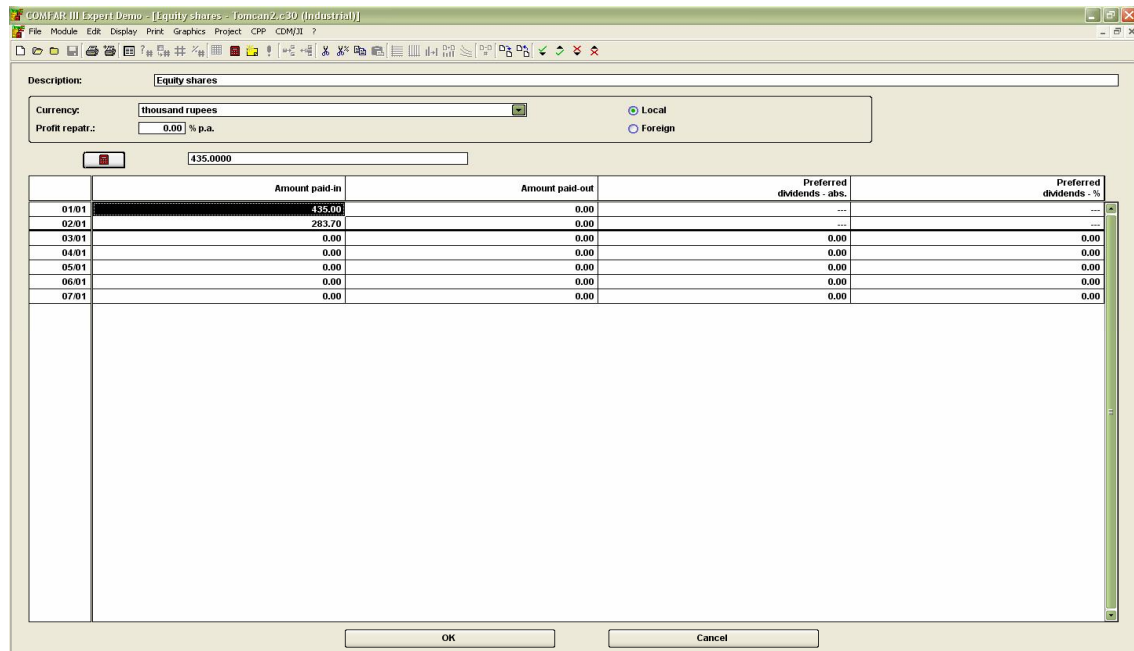 COMFAR III Expert Demo - [Equity shares - Tomcan2.c30 (Industrial)]
File Module Edit Display Print Graphics Project CPP CDM/JI ?
Description: Equity shares
Currency: thousand rupees Local
Profit repatr.: 0.00 % p.a. Foreign
435.0000
Amount paid-in Amount paid-out Preferred dividends - abs. Preferred dividends - %
01/01 435.00 0.00 --- ---
02/01 283.70 0.00 --- ---
03/01 0.00 0.00 0.00 0.00
04/01 0.00 0.00 0.00 0.00
05/01 0.00 0.00 0.00 0.00
06/01 0.00 0.00 0.00 0.00
07/01 0.00 0.00 0.00 0.00
OK Cancel